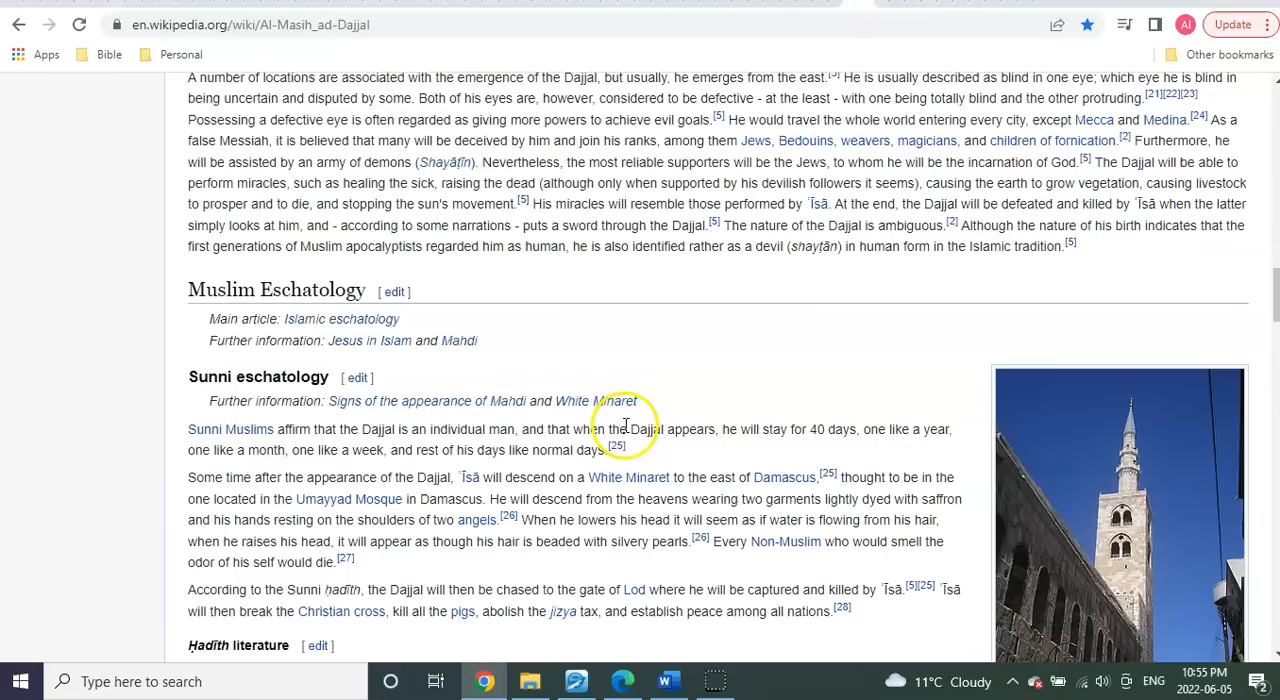 en.wikipedia.org/wiki/Al-Masih_ad-Dajjal
Al
Update
Apps
Bible
Personal
Other bookmarks
A number of locations are associated with the emergence of the Dajjal, but usually, he emerges from the east.[5] He is usually described as blind in one eye; which eye he is blind in
being uncertain and disputed by some. Both of his eyes are, however, considered to be defective - at the least - with one being totally blind and the other protruding.[21][22][23]
Possessing a defective eye is often regarded as giving more powers to achieve evil goals.[5] He would travel the whole world entering every city, except Mecca and Medina.[24] As a
false Messiah, it is believed that many will be deceived by him and join his ranks, among them Jews, Bedouins, weavers, magicians, and children of fornication.[2] Furthermore, he
will be assisted by an army of demons (Shayāṭīn). Nevertheless, the most reliable supporters will be the Jews, to whom he will be the incarnation of God.[5] The Dajjal will be able to
perform miracles, such as healing the sick, raising the dead (although only when supported by his devilish followers it seems), causing the earth to grow vegetation, causing livestock
to prosper and to die, and stopping the sun's movement.[5] His miracles will resemble those performed by ʿĪsā. At the end, the Dajjal will be defeated and killed by ʿĪsā when the latter
simply looks at him, and - according to some narrations - puts a sword through the Dajjal.[5] The nature of the Dajjal is ambiguous.[2] Although the nature of his birth indicates that the
first generations of Muslim apocalyptists regarded him as human, he is also identified rather as a devil (shayṭān) in human form in the Islamic tradition.[5]
Muslim Eschatology [ edit ]
Main article: Islamic eschatology
Further information: Jesus in Islam and Mahdi
Sunni eschatology [ edit ]
Further information: Signs of the appearance of Mahdi and White Minaret
Sunni Muslims affirm that the Dajjal is an individual man, and that when the Dajjal appears, he will stay for 40 days, one like a year,
one like a month, one like a week, and rest of his days like normal days.[25]
Some time after the appearance of the Dajjal, ʿĪsā will descend on a White Minaret to the east of Damascus,[25] thought to be in the
one located in the Umayyad Mosque in Damascus. He will descend from the heavens wearing two garments lightly dyed with saffron
and his hands resting on the shoulders of two angels.[26] When he lowers his head it will seem as if water is flowing from his hair,
when he raises his head, it will appear as though his hair is beaded with silvery pearls.[26] Every Non-Muslim who would smell the
odor of his self would die.[27]
According to the Sunni ḥadīth, the Dajjal will then be chased to the gate of Lod where he will be captured and killed by ʿĪsā.[5][25] ʿĪsā
will then break the Christian cross, kill all the pigs, abolish the jizya tax, and establish peace among all nations.[28]
Ḥadīth literature [ edit ]
Type here to search
11°C Cloudy
ENG
10:55 PM
2022-06-05
2